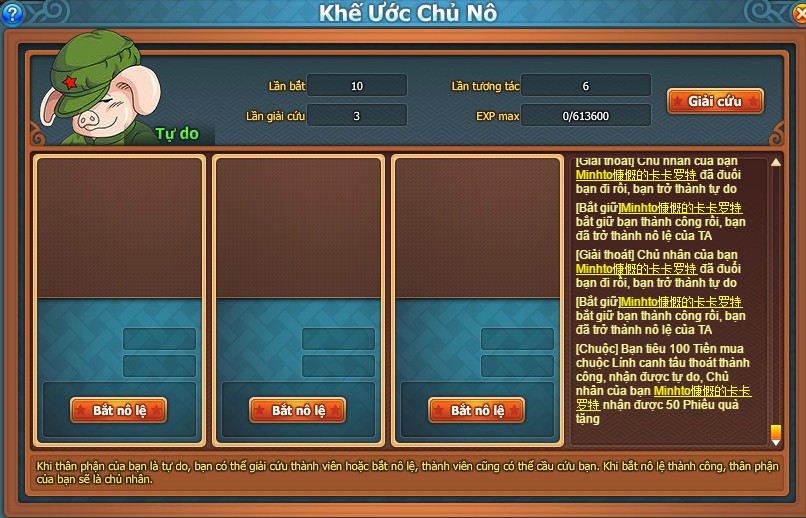 Khế Ước Chủ Nô
Lần bắt 10 Lần tương tác 6
Lần giải cứu 3 EXP max 0/613600
Giải cứu
Tự do
[Giải thoát] Chủ nhân của bạn
Minhto慷慨的卡卡罗特 đã đuổi
bạn đi rồi, bạn trở thành tự do
[Bắt giữ]Minhto慷慨的卡卡罗特
bắt giữ bạn thành công rồi, bạn
đã trở thành nô lệ của TA
[Giải thoát] Chủ nhân của bạn
Minhto慷慨的卡卡罗特 đã đuổi
bạn đi rồi, bạn trở thành tự do
[Bắt giữ]Minhto慷慨的卡卡罗特
bắt giữ bạn thành công rồi, bạn
đã trở thành nô lệ của TA
[Chuộc] Bạn tiêu 100 Tiền mua
chuộc Lính canh tẩu thoát thành
công, nhận được tự do, Chủ
nhân của bạn Minhto慷慨的卡卡
罗特 nhận được 50 Phiếu quà
tặng
Bắt nô lệ Bắt nô lệ Bắt nô lệ
Khi thân phận của bạn là tự do, bạn có thể giải cứu thành viên hoặc bắt nô lệ, thành viên cũng có thể cầu cứu bạn. Khi bắt nô lệ thành công, thân phận
của bạn sẽ là chủ nhân.